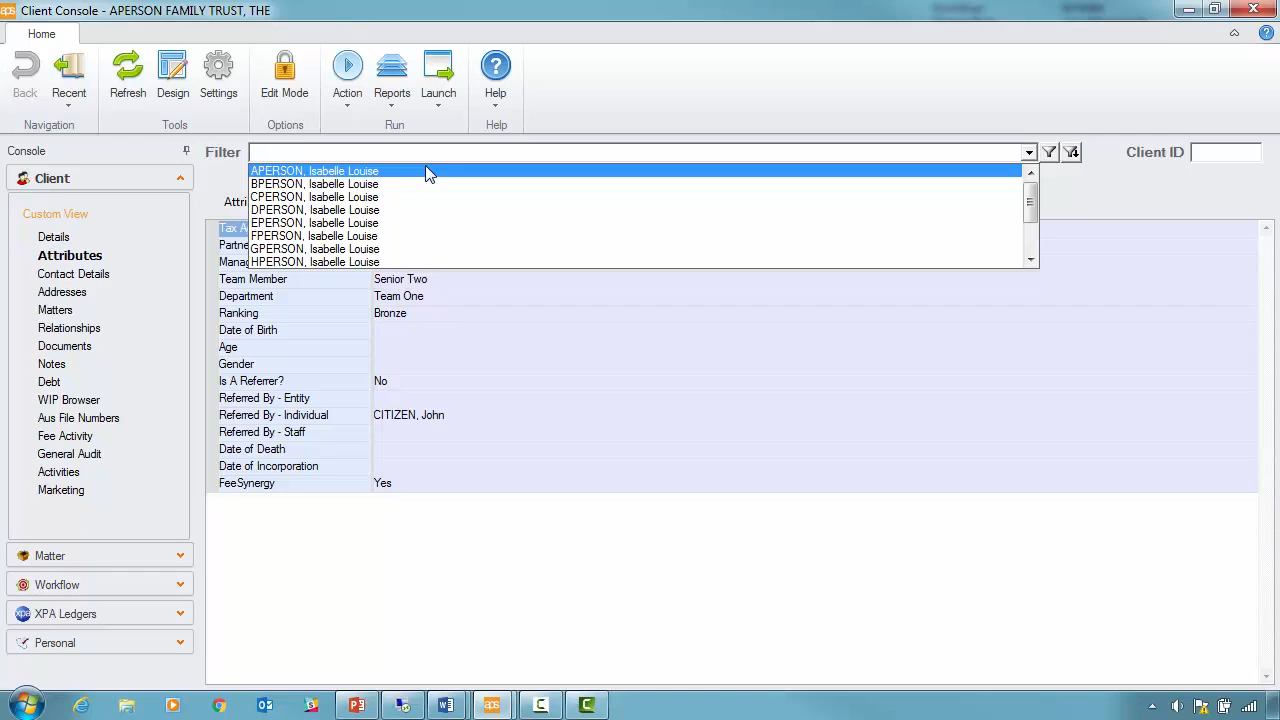 aps Client Console - APERSON FAMILY TRUST, THE
Home
Back Recent Refresh Design Settings Edit Mode Action Reports Launch Help
Navigation Tools Options Run Help
Console
Filter
Client ID
Client
APERSON, Isabelle Louise
BPERSON, Isabelle Louise
CPERSON, Isabelle Louise
DPERSON, Isabelle Louise
EPERSON, Isabelle Louise
FPERSON, Isabelle Louise
GPERSON, Isabelle Louise
HPERSON, Isabelle Louise
Custom View
Details
Attributes
Contact Details
Addresses
Matters
Relationships
Documents
Notes
Debt
WIP Browser
Aus File Numbers
Fee Activity
General Audit
Activities
Marketing
Attri
Tax A
Partne
Manag
Team Member Senior Two
Department Team One
Ranking Bronze
Date of Birth
Age
Gender
Is A Referrer? No
Referred By - Entity
Referred By - Individual CITIZEN, John
Referred By - Staff
Date of Death
Date of Incorporation
FeeSynergy Yes
Matter
Workflow
xpa XPA Ledgers
Personal
aps